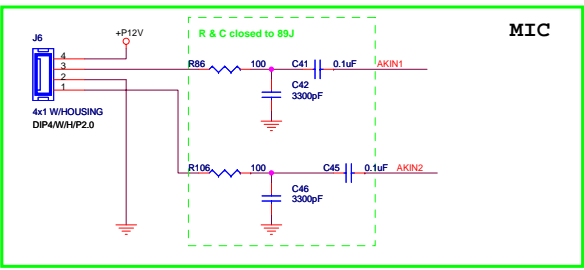 MIC
J6
+P12V
R & C closed to 89J
4
3
2
1
R86
100
C41
0.1uF
AKIN1
C42
3300pF
4x1 W/HOUSING
DIP4/W/H/P2.0
R106
100
C45
0.1uF
AKIN2
C46
3300pF